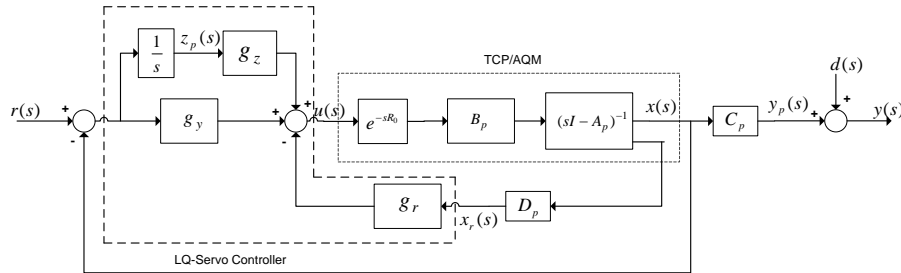 1/s
z_p(s)
g_z
TCP/AQM
d(s)
r(s)
+
-
g_y
+
+
-
u(s)
e^{-sR_0}
B_p
(sI - A_p)^{-1}
x(s)
C_p
y_p(s)
+
+
y(s)
g_r
x_r(s)
D_p
LQ-Servo Controller